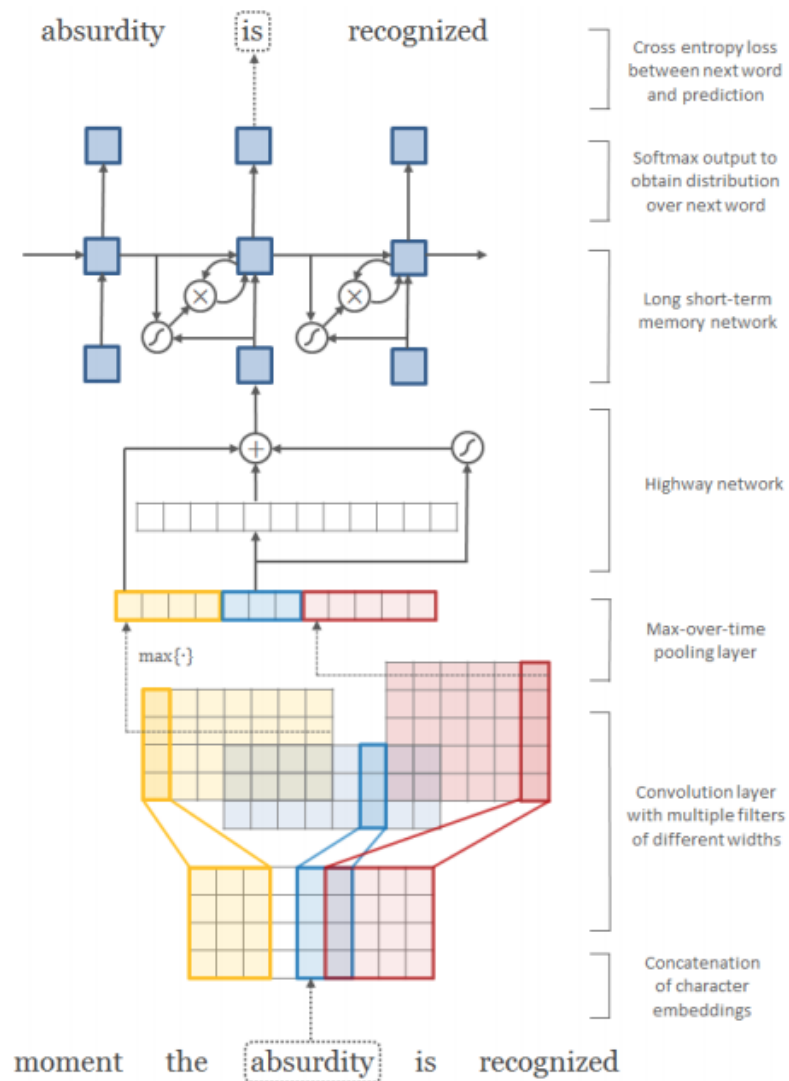 absurdity is recognized
Cross entropy loss
between next word
and prediction
Softmax output to
obtain distribution
over next word
Long short-term
memory network
Highway network
Max-over-time
pooling layer
max{·}
Convolution layer
with multiple filters
of different widths
Concatenation
of character
embeddings
moment the absurdity is recognized